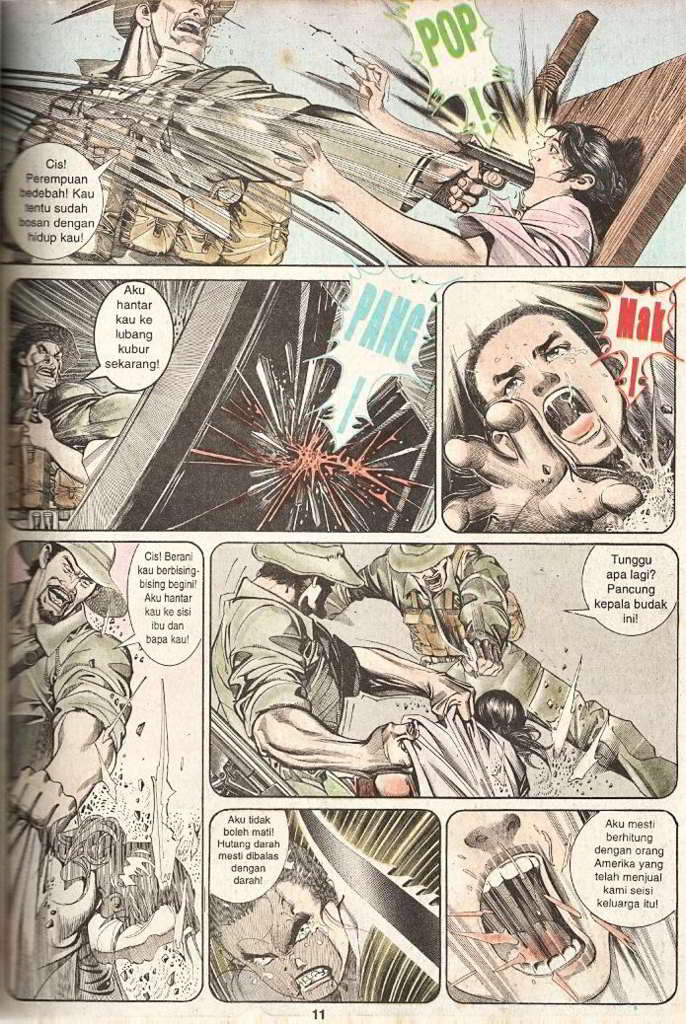 POP
!
Cis!
Perempuan
bedebah! Kau
tentu sudah
bosan dengan
hidup kau!
Aku
hantar
kau ke
lubang
kubur
sekarang!
PANG
!
Mak
!
Cis! Berani
kau berbising-
bising begini!
Aku hantar
kau ke sisi
ibu dan
bapa kau!
Tunggu
apa lagi?
Pancung
kepala budak
ini!
Aku tidak
boleh mati!
Hutang darah
mesti dibalas
dengan
darah!
Aku mesti
berhitung
dengan orang
Amerika yang
telah menjual
kami seisi
keluarga itu!
11